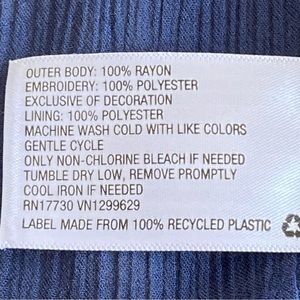 OUTER BODY: 100% RAYON
EMBROIDERY: 100% POLYESTER
EXCLUSIVE OF DECORATION
LINING: 100% POLYESTER
MACHINE WASH COLD WITH LIKE COLORS
GENTLE CYCLE
ONLY NON-CHLORINE BLEACH IF NEEDED
TUMBLE DRY LOW, REMOVE PROMPTLY
COOL IRON IF NEEDED
RN17730 VN1299629
LABEL MADE FROM 100% RECYCLED PLASTIC